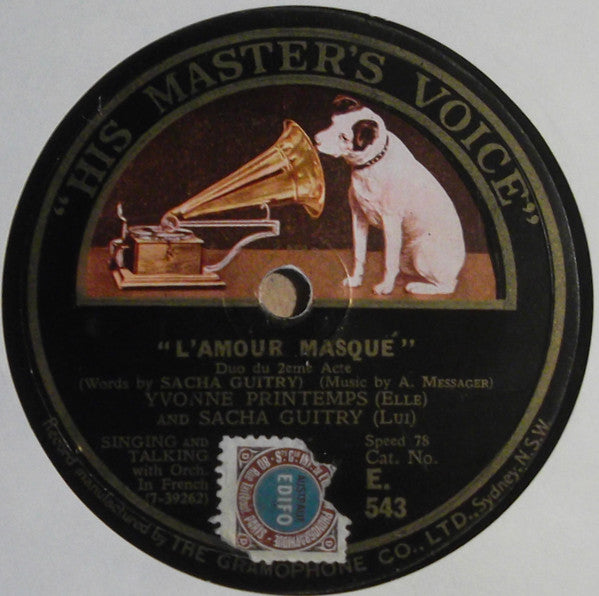 "HIS MASTER'S VOICE"
"L'AMOUR MASQUÉ"
Duo du 2eme Acte
(Words by SACHA GUITRY) (Music by A. MESSAGER)
YVONNE PRINTEMPS (ELLE)
AND SACHA GUITRY (LUI)
SINGING AND
TALKING
with Orch.
In French
(7-39262)
Speed 78
Cat. No.
E.
543
AUSTRALIE
EDIFO
Record manufactured by THE GRAMOPHONE CO., LTD., Sydney, N.S.W.